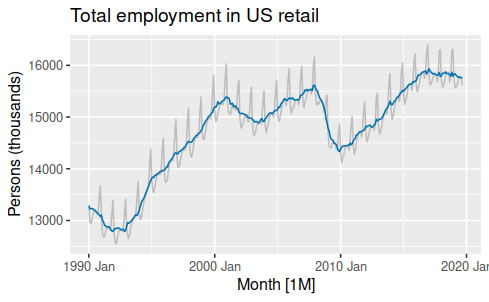 Total employment in US retail
Persons (thousands)
16000
15000
14000
13000
1990 Jan
2000 Jan
2010 Jan
2020 Jan
Month [1M]